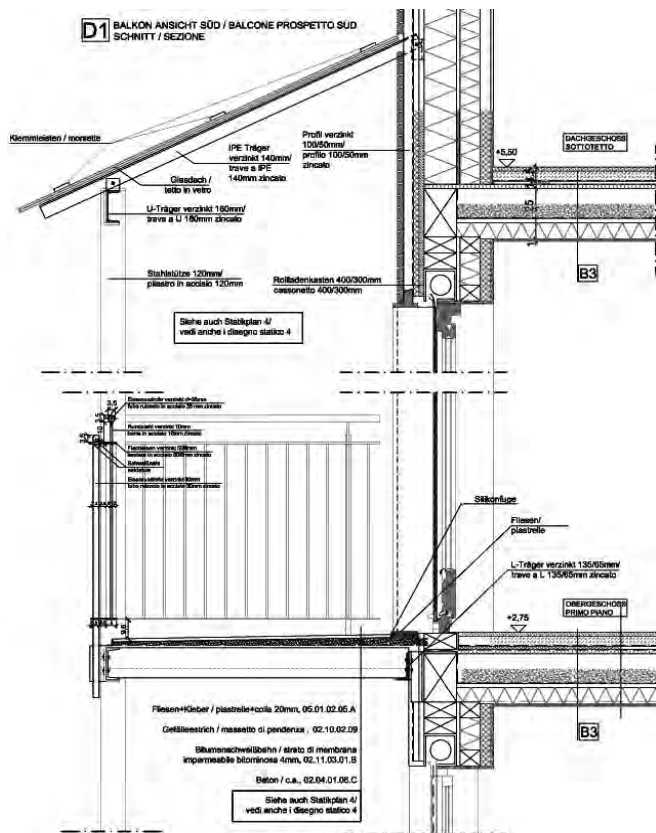 D1 BALKON ANSICHT SÜD / BALCONE PROSPETTO SUD
SCHNITT / SEZIONE
Klemmleisten / morsette
IPE Träger
verzinkt 140mm/
trave a IPE
140mm zincato
Profil verzinkt
100/50mm/
profilo 100/50mm
zincato
DACHGESCHOSS
SOTTOTETTO
+5,50
Glasdach /
tetto in vetro
U-Träger verzinkt 160mm/
trave a U 160mm zincato
Stahlstütze 120mm/
pilastro in acciaio 120mm
Rollladenkasten 400/300mm
cassonetto 400/300mm
B3
Siehe auch Statikplan 4/
vedi anche i disegno statico 4
Silikonfuge
Fliesen/
piastrelle
L-Träger verzinkt 135/65mm/
trave a L 135/65mm zincato
OBERGESCHOSS
PRIMO PIANO
+2,75
Fliesen+Kleber / piastrelle+colla 20mm, 05.01.02.05.A
Gefälleestrich / massetto di pendenza , 02.10.02.09
Bitumenschweißbahn / strato di membrana
impermeabile bitominosa 4mm, 02.11.03.01.B
Beton / c.a., 02.04.01.06.C
B3
Siehe auch Statikplan 4/
vedi anche i disegno statico 4